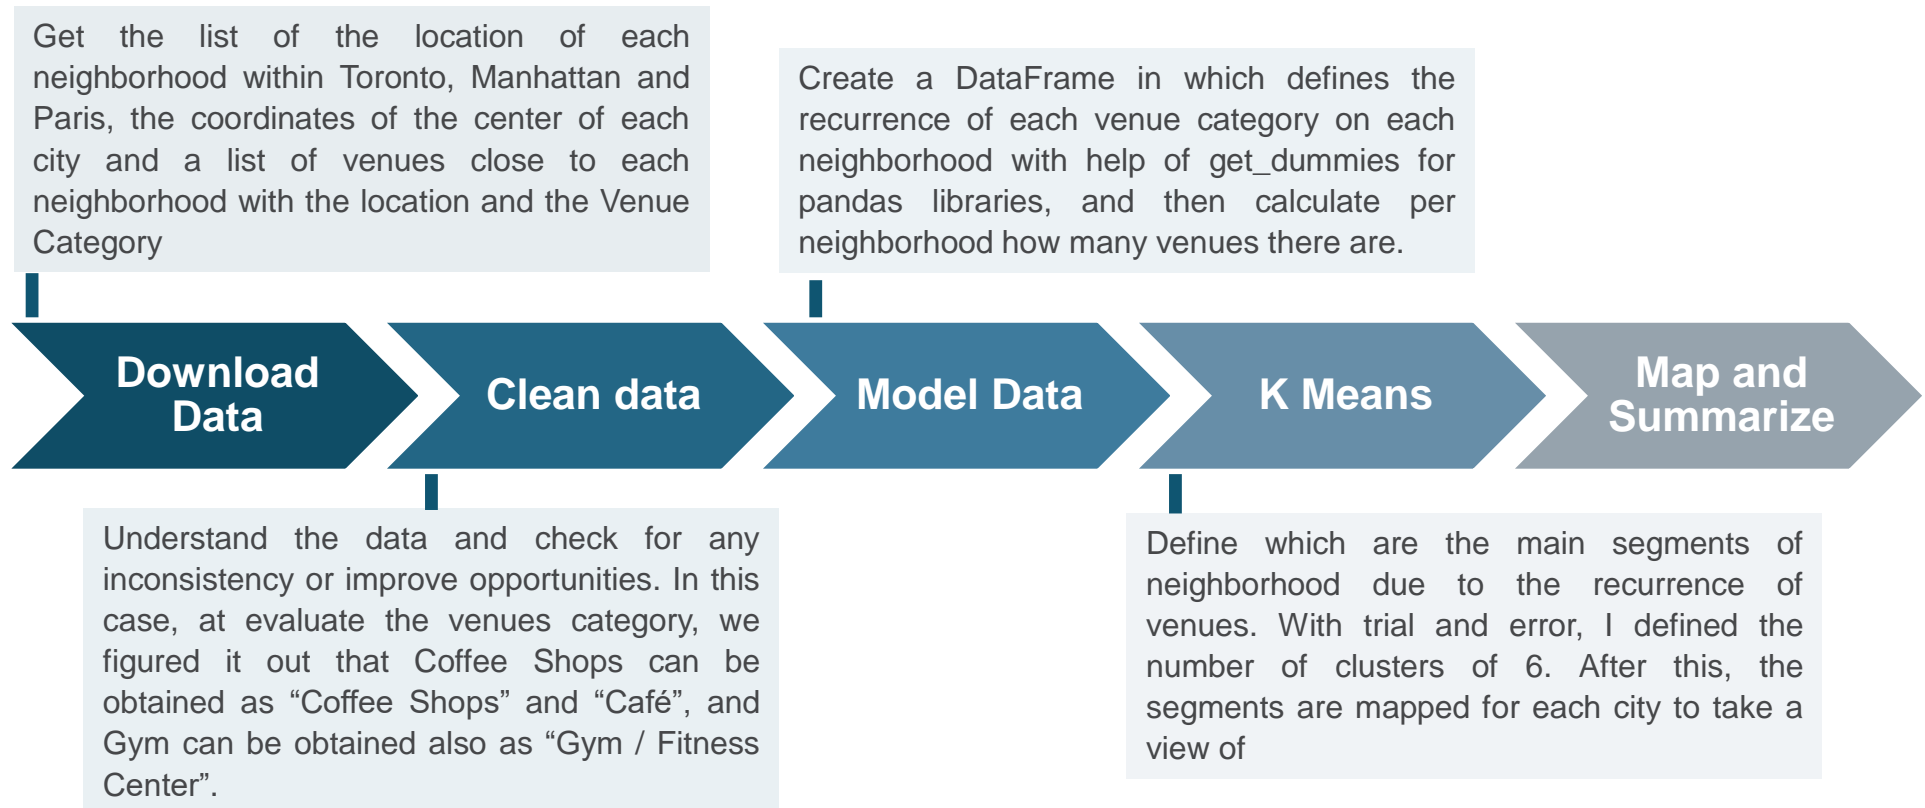 Get the list of the location of each
neighborhood within Toronto, Manhattan and
Paris, the coordinates of the center of each
city and a list of venues close to each
neighborhood with the location and the Venue
Category
Create a DataFrame in which defines the
recurrence of each venue category on each
neighborhood with help of get_dummies for
pandas libraries, and then calculate per
neighborhood how many venues there are.
Download
Data
Clean data
Model Data
K Means
Map and
Summarize
Understand the data and check for any
inconsistency or improve opportunities. In this
case, at evaluate the venues category, we
figured it out that Coffee Shops can be
obtained as “Coffee Shops” and “Café”, and
Gym can be obtained also as “Gym / Fitness
Center”.
Define which are the main segments of
neighborhood due to the recurrence of
venues. With trial and error, I defined the
number of clusters of 6. After this, the
segments are mapped for each city to take a
view of